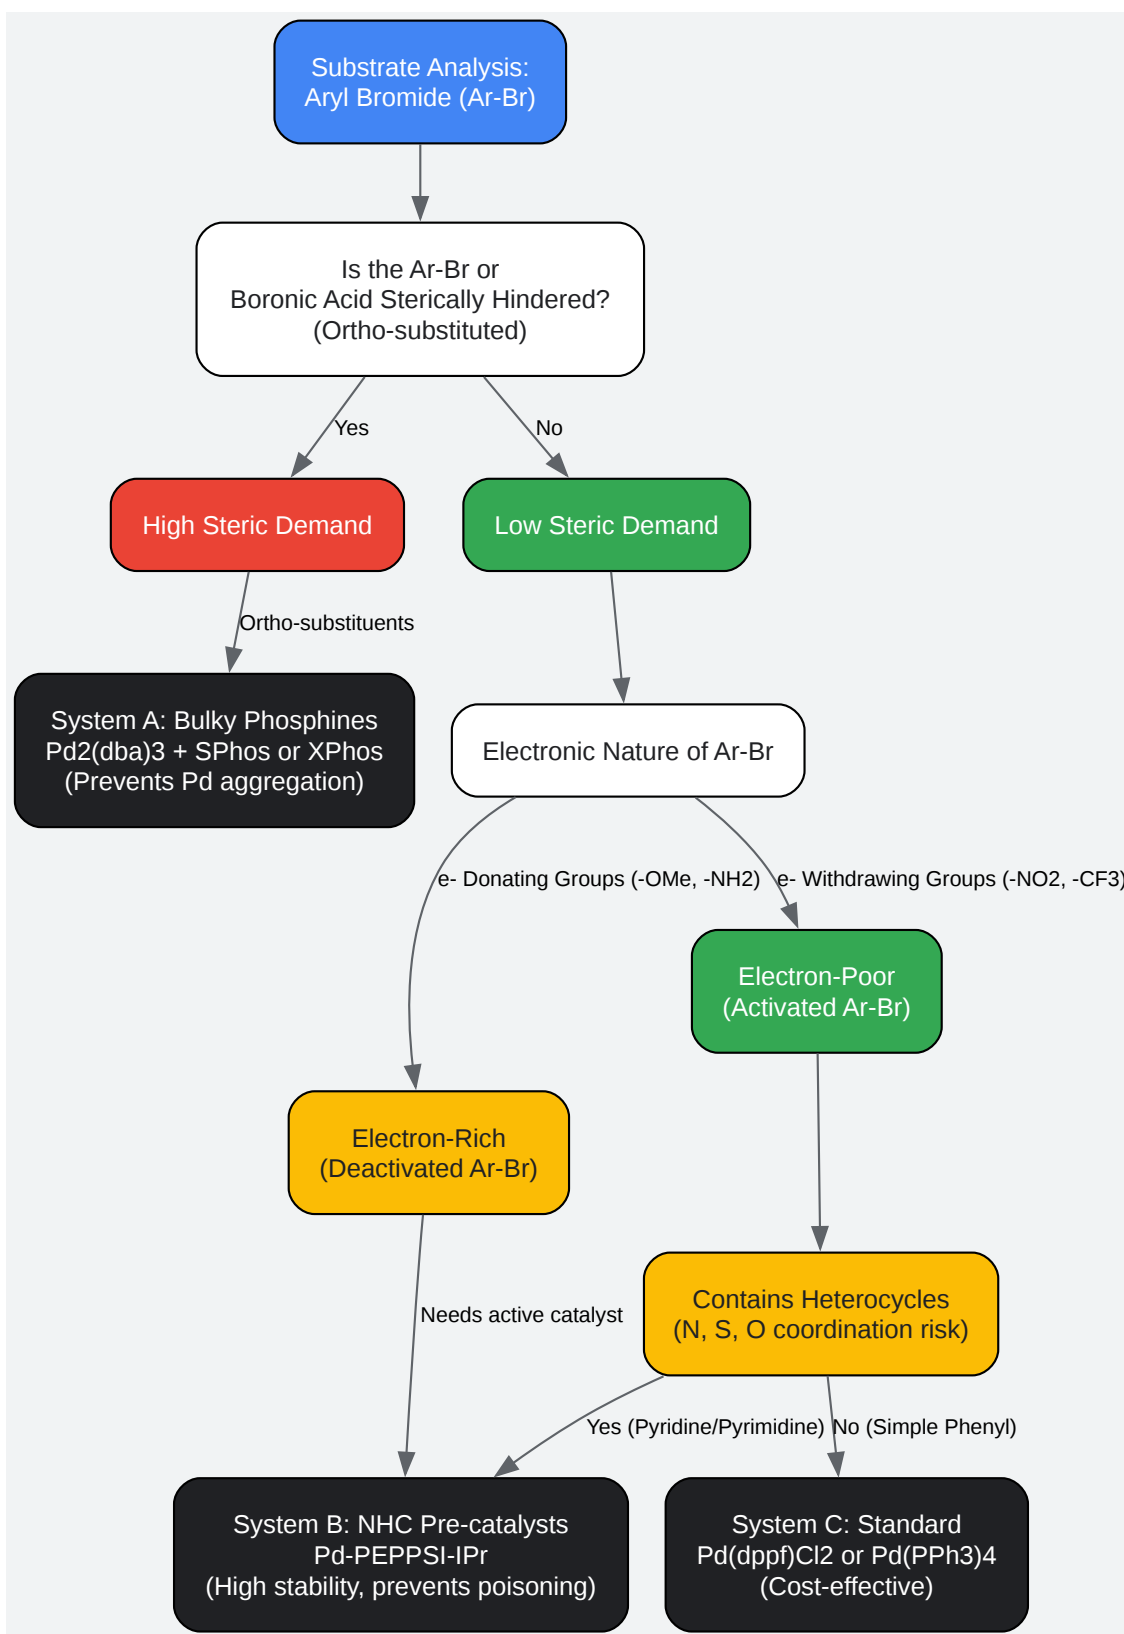 Substrate Analysis:
Aryl Bromide (Ar-Br)
Is the Ar-Br or
Boronic Acid Sterically Hindered?
(Ortho-substituted)
Yes
No
High Steric Demand
Low Steric Demand
Ortho-substituents
System A: Bulky Phosphines
Pd2(dba)3 + SPhos or XPhos
(Prevents Pd aggregation)
Electronic Nature of Ar-Br
e- Donating Groups (-OMe, -NH2)
e- Withdrawing Groups (-NO2, -CF3)
Electron-Poor
(Activated Ar-Br)
Electron-Rich
(Deactivated Ar-Br)
Contains Heterocycles
(N, S, O coordination risk)
Needs active catalyst
Yes (Pyridine/Pyrimidine)
No (Simple Phenyl)
System B: NHC Pre-catalysts
Pd-PEPPSI-IPr
(High stability, prevents poisoning)
System C: Standard
Pd(dppf)Cl2 or Pd(PPh3)4
(Cost-effective)